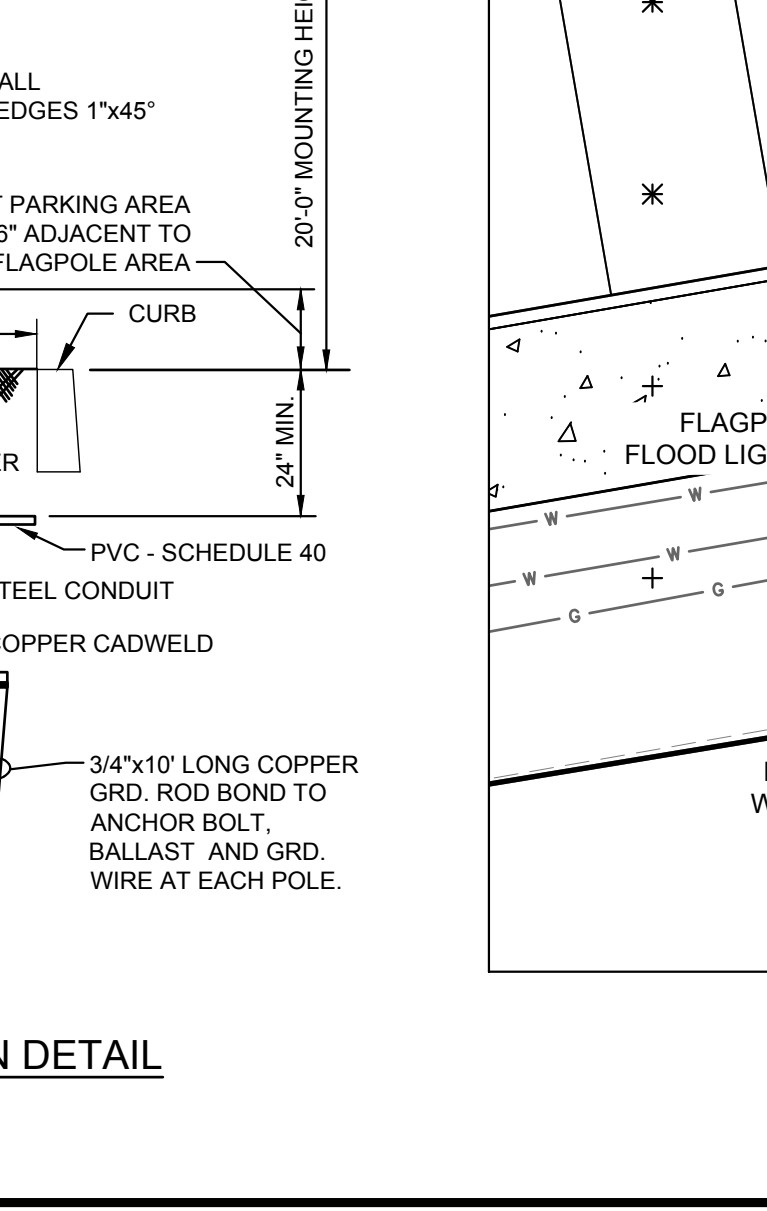 ALL
EDGES 1"x45°
20'-0" MOUNTING
PARKING AREA
6" ADJACENT TO
FLAGPOLE AREA
CURB
24" MIN.
PVC - SCHEDULE 40
TEEL CONDUIT
COPPER CADWELD
3/4"x10' LONG COPPER
GRD. ROD BOND TO
ANCHOR BOLT,
BALLAST AND GRD.
WIRE AT EACH POLE.
N DETAIL
FLAGP
FLOOD LIG
W
W
W
W
G
G
W